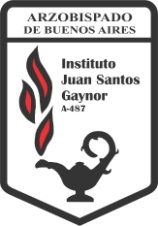 ARZOBISPADO
DE BUENOS AIRES
Instituto
Juan Santos
Gaynor
A-487